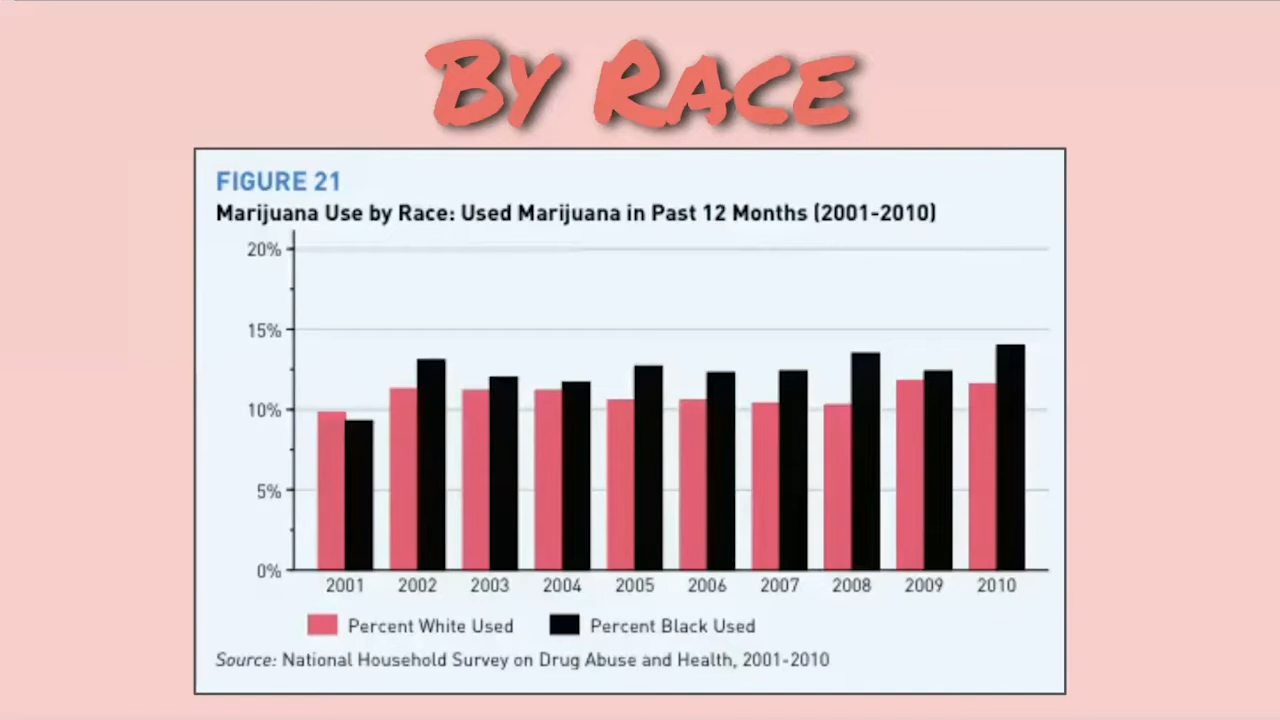 By Race
FIGURE 21
Marijuana Use by Race: Used Marijuana in Past 12 Months (2001-2010)
20%
15%
10%
5%
0%
2001 2002 2003 2004 2005 2006 2007 2008 2009 2010
Percent White Used Percent Black Used
Source: National Household Survey on Drug Abuse and Health, 2001-2010